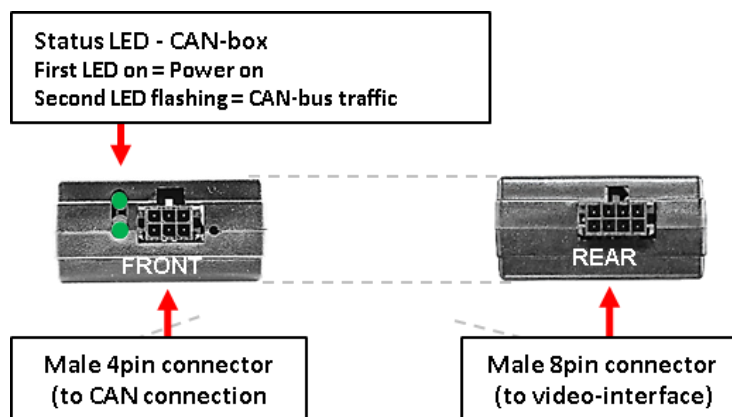 Status LED - CAN-box
First LED on = Power on
Second LED flashing = CAN-bus traffic
FRONT
REAR
Male 4pin connector
(to CAN connection
Male 8pin connector
(to video-interface)